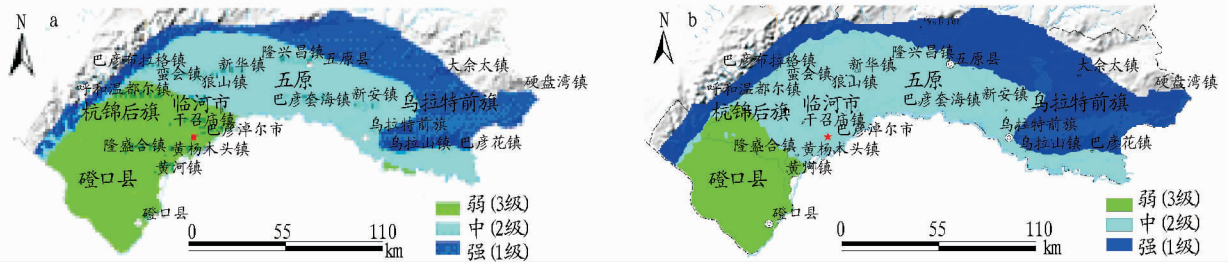 N
a
巴彦布拉格镇
隆兴昌镇
五原县
蛮会镇
新华镇
大佘太镇
呼和温都尔镇
狼山镇
五原
硬盘湾镇
杭锦后旗
临河市
巴彦套海镇
新安镇
乌拉特前旗
干召庙镇
巴彦淖尔市
乌拉特前旗
隆盛合镇
黄杨木头镇
乌拉山镇
巴彦花镇
黄河镇
磴口县
磴口县
弱(3级)
中(2级)
强(1级)
0 55 110
km
N
b
巴彦布拉格镇
隆兴昌镇
五原县
蛮会镇
新华镇
大佘太镇
呼和温都尔镇
狼山镇
五原
硬盘湾镇
杭锦后旗
临河市
巴彦套海镇
新安镇
乌拉特前旗
干召庙镇
巴彦淖尔市
乌拉特前旗
隆盛合镇
黄杨木头镇
乌拉山镇
巴彦花镇
黄河镇
磴口县
磴口县
弱(3级)
中(2级)
强(1级)
0 55 110
km